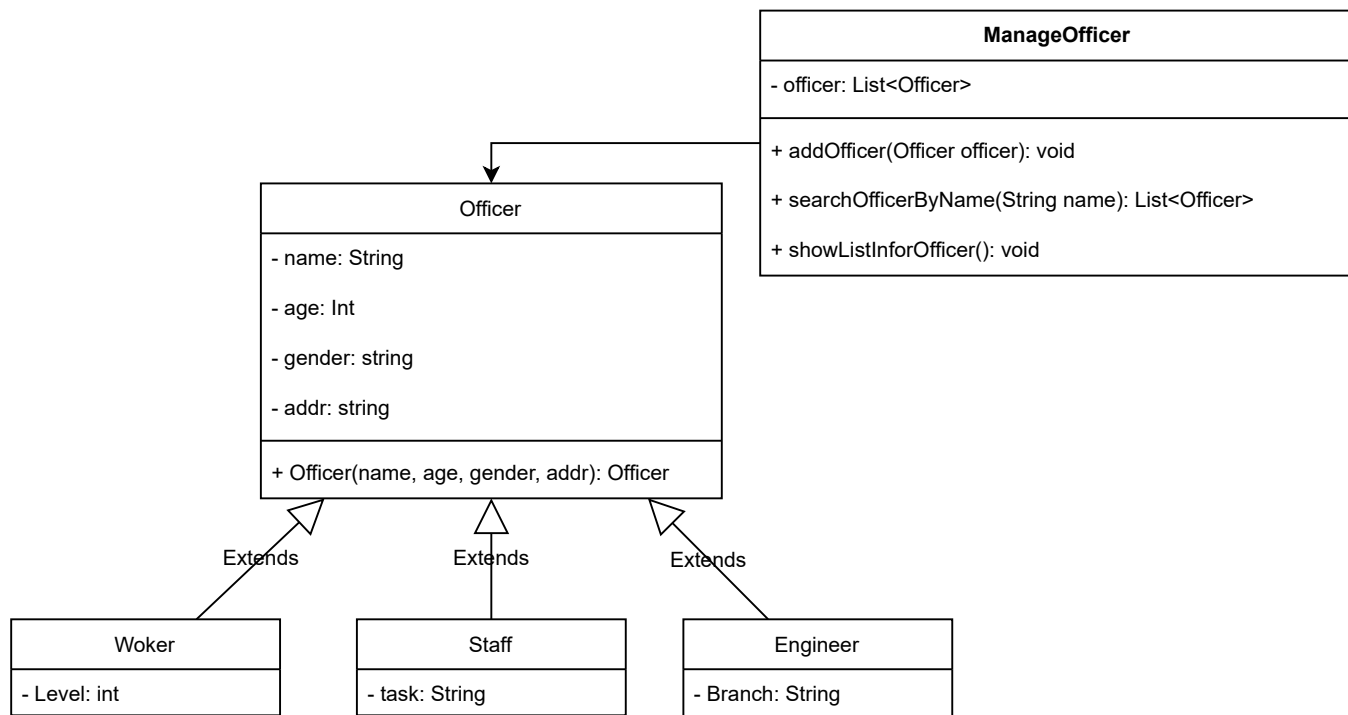 ManageOfficer
- officer: List<Officer>
+ addOfficer(Officer officer): void
+ searchOfficerByName(String name): List<Officer>
+ showListInforOfficer(): void
Officer
- name: String
- age: Int
- gender: string
- addr: string
+ Officer(name, age, gender, addr): Officer
Extends
Extends
Extends
Woker
- Level: int
Staff
- task: String
Engineer
- Branch: String